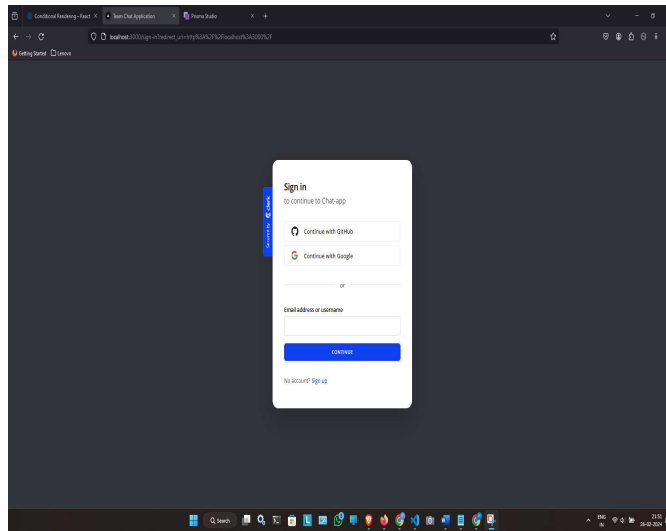 Conditional Rendering – React
Team Chat Application
Prisma Studio
localhost:3000/sign-in?redirect_url=http%3A%2F%2Flocalhost%3A3000%2F
Getting Started
Lenovo
Sign in
to continue to Chat-app
Secured by clerk
Continue with GitHub
Continue with Google
or
Email address or username
CONTINUE
No account? Sign up
Search
ENG
IN
21:51
26-02-2024